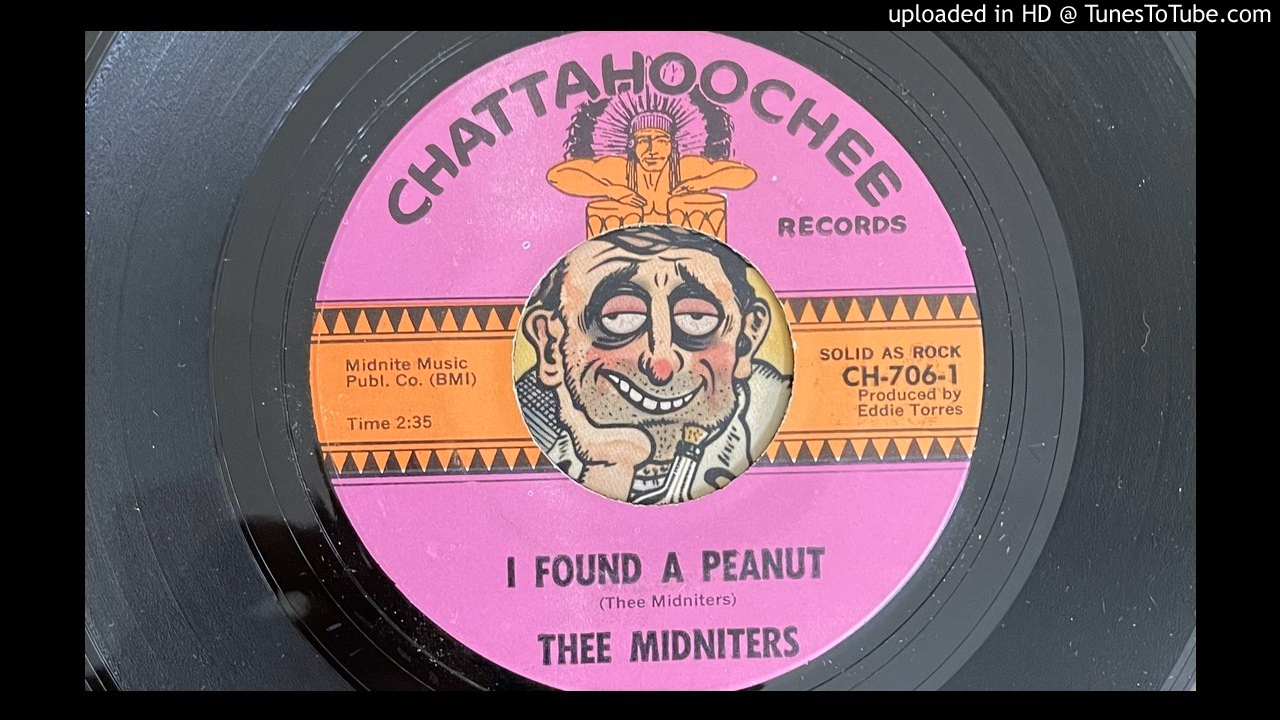 uploaded in HD @ TunesToTube.com
CHATTAHOOCHEE
RECORDS
Midnite Music
Publ. Co. (BMI)
Time 2:35
SOLID AS ROCK
CH-706-1
Produced by
Eddie Torres
I FOUND A PEANUT
(Thee Midniters)
THEE MIDNITERS